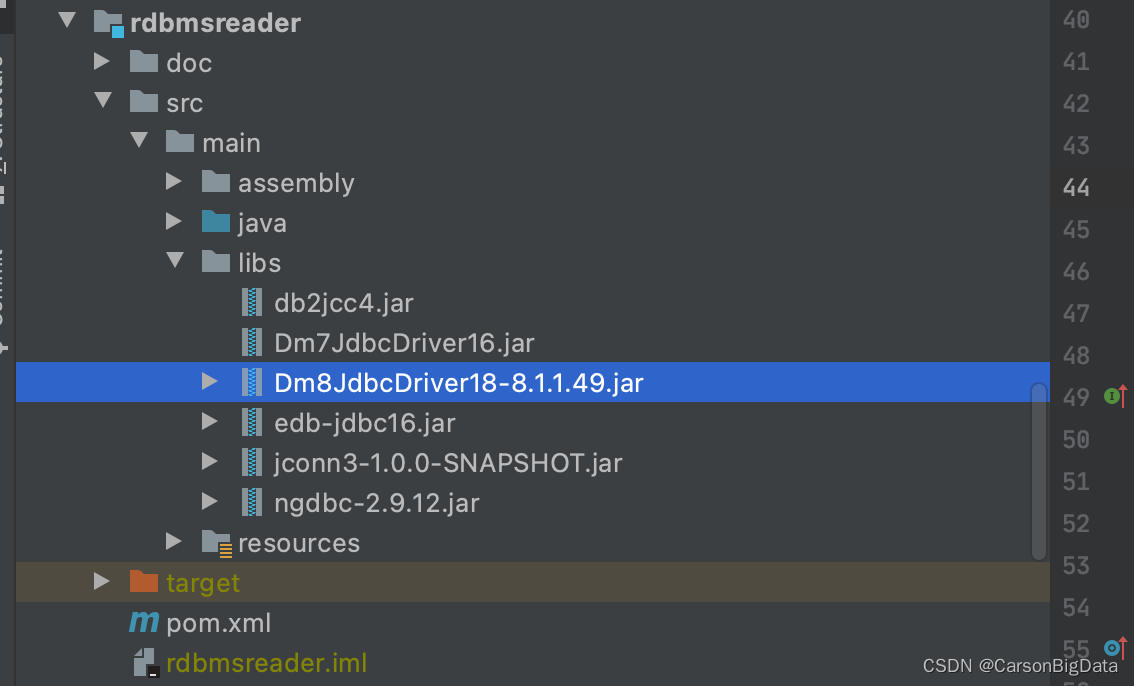 rdbmsreader
doc
src
main
assembly
java
libs
db2jcc4.jar
Dm7JdbcDriver16.jar
Dm8JdbcDriver18-8.1.1.49.jar
edb-jdbc16.jar
jconn3-1.0.0-SNAPSHOT.jar
ngdbc-2.9.12.jar
resources
target
m pom.xml
rdbmsreader.iml
40
41
42
43
44
45
46
47
48
49
50
51
52
53
54
55
CSDN @CarsonBigData